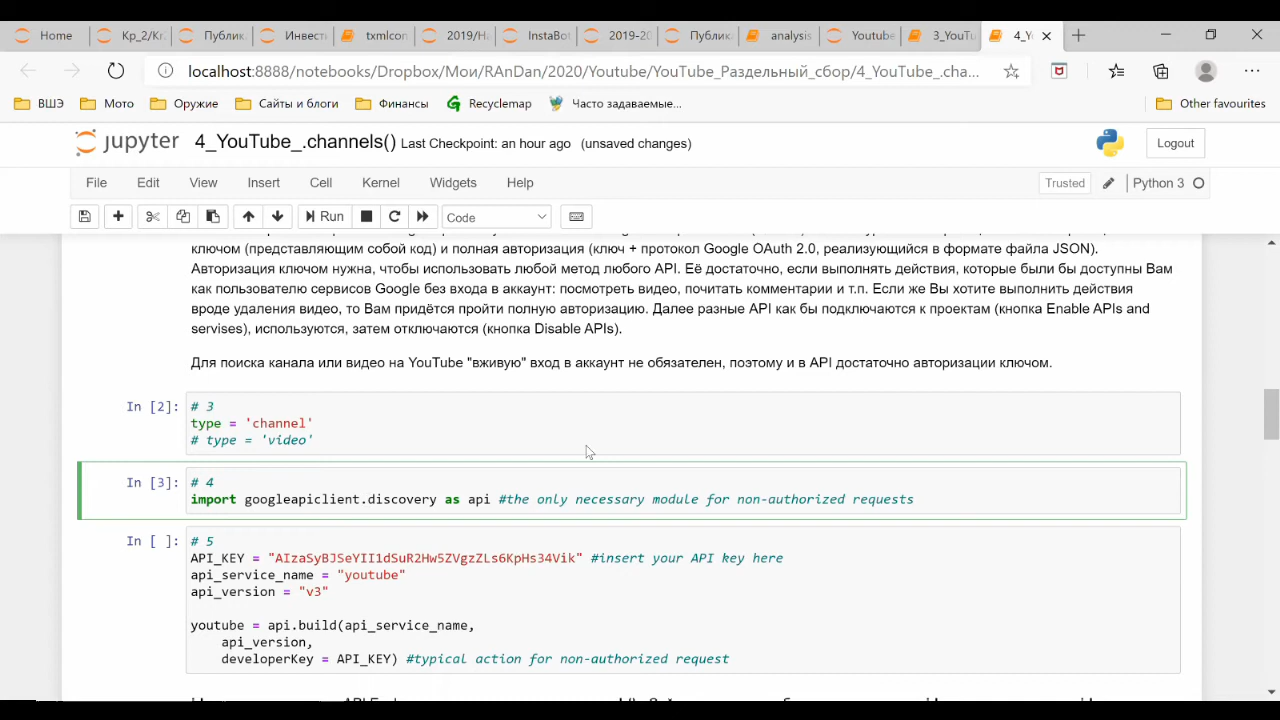 Home
Кр_2/Kr.
Публик
Инвест
txmlcon
2019/На
InstaBot
2019-20
Публик
analysis
Youtube
3_YouTu
4_Yo
localhost:8888/notebooks/Dropbox/Мои/RAnDan/2020/Youtube/YouTube_Раздельный_сбор/4_YouTube_.cha...
ВШЭ
Мото
Оружие
Сайты и блоги
Финансы
Recyclemap
Часто задаваемые...
Other favourites
jupyter 4_YouTube_.channels() Last Checkpoint: an hour ago (unsaved changes)
Logout
File Edit View Insert Cell Kernel Widgets Help
Trusted
Python 3
Run
Code
ключом (представляющим собой код) и полная авторизация (ключ + протокол Google OAuth 2.0, реализующийся в формате файла JSON).
Авторизация ключом нужна, чтобы использовать любой метод любого API. Её достаточно, если выполнять действия, которые были бы доступны Вам
как пользователю сервисов Google без входа в аккаунт: посмотреть видео, почитать комментарии и т.п. Если же Вы хотите выполнить действия
вроде удаления видео, то Вам придётся пройти полную авторизацию. Далее разные API как бы подключаются к проектам (кнопка Enable APIs and
servises), используются, затем отключаются (кнопка Disable APIs).
Для поиска канала или видео на YouTube "вживую" вход в аккаунт не обязателен, поэтому и в API достаточно авторизации ключом.
In [2]: # 3
type = 'channel'
# type = 'video'
In [3]: # 4
import googleapiclient.discovery as api #the only necessary module for non-authorized requests
In [ ]: # 5
API_KEY = "AIzaSyBJSeYII1dSuR2Hw5ZVgzZLs6KpHs34Vik" #insert your API key here
api_service_name = "youtube"
api_version = "v3"
youtube = api.build(api_service_name,
api_version,
developerKey = API_KEY) #typical action for non-authorized request